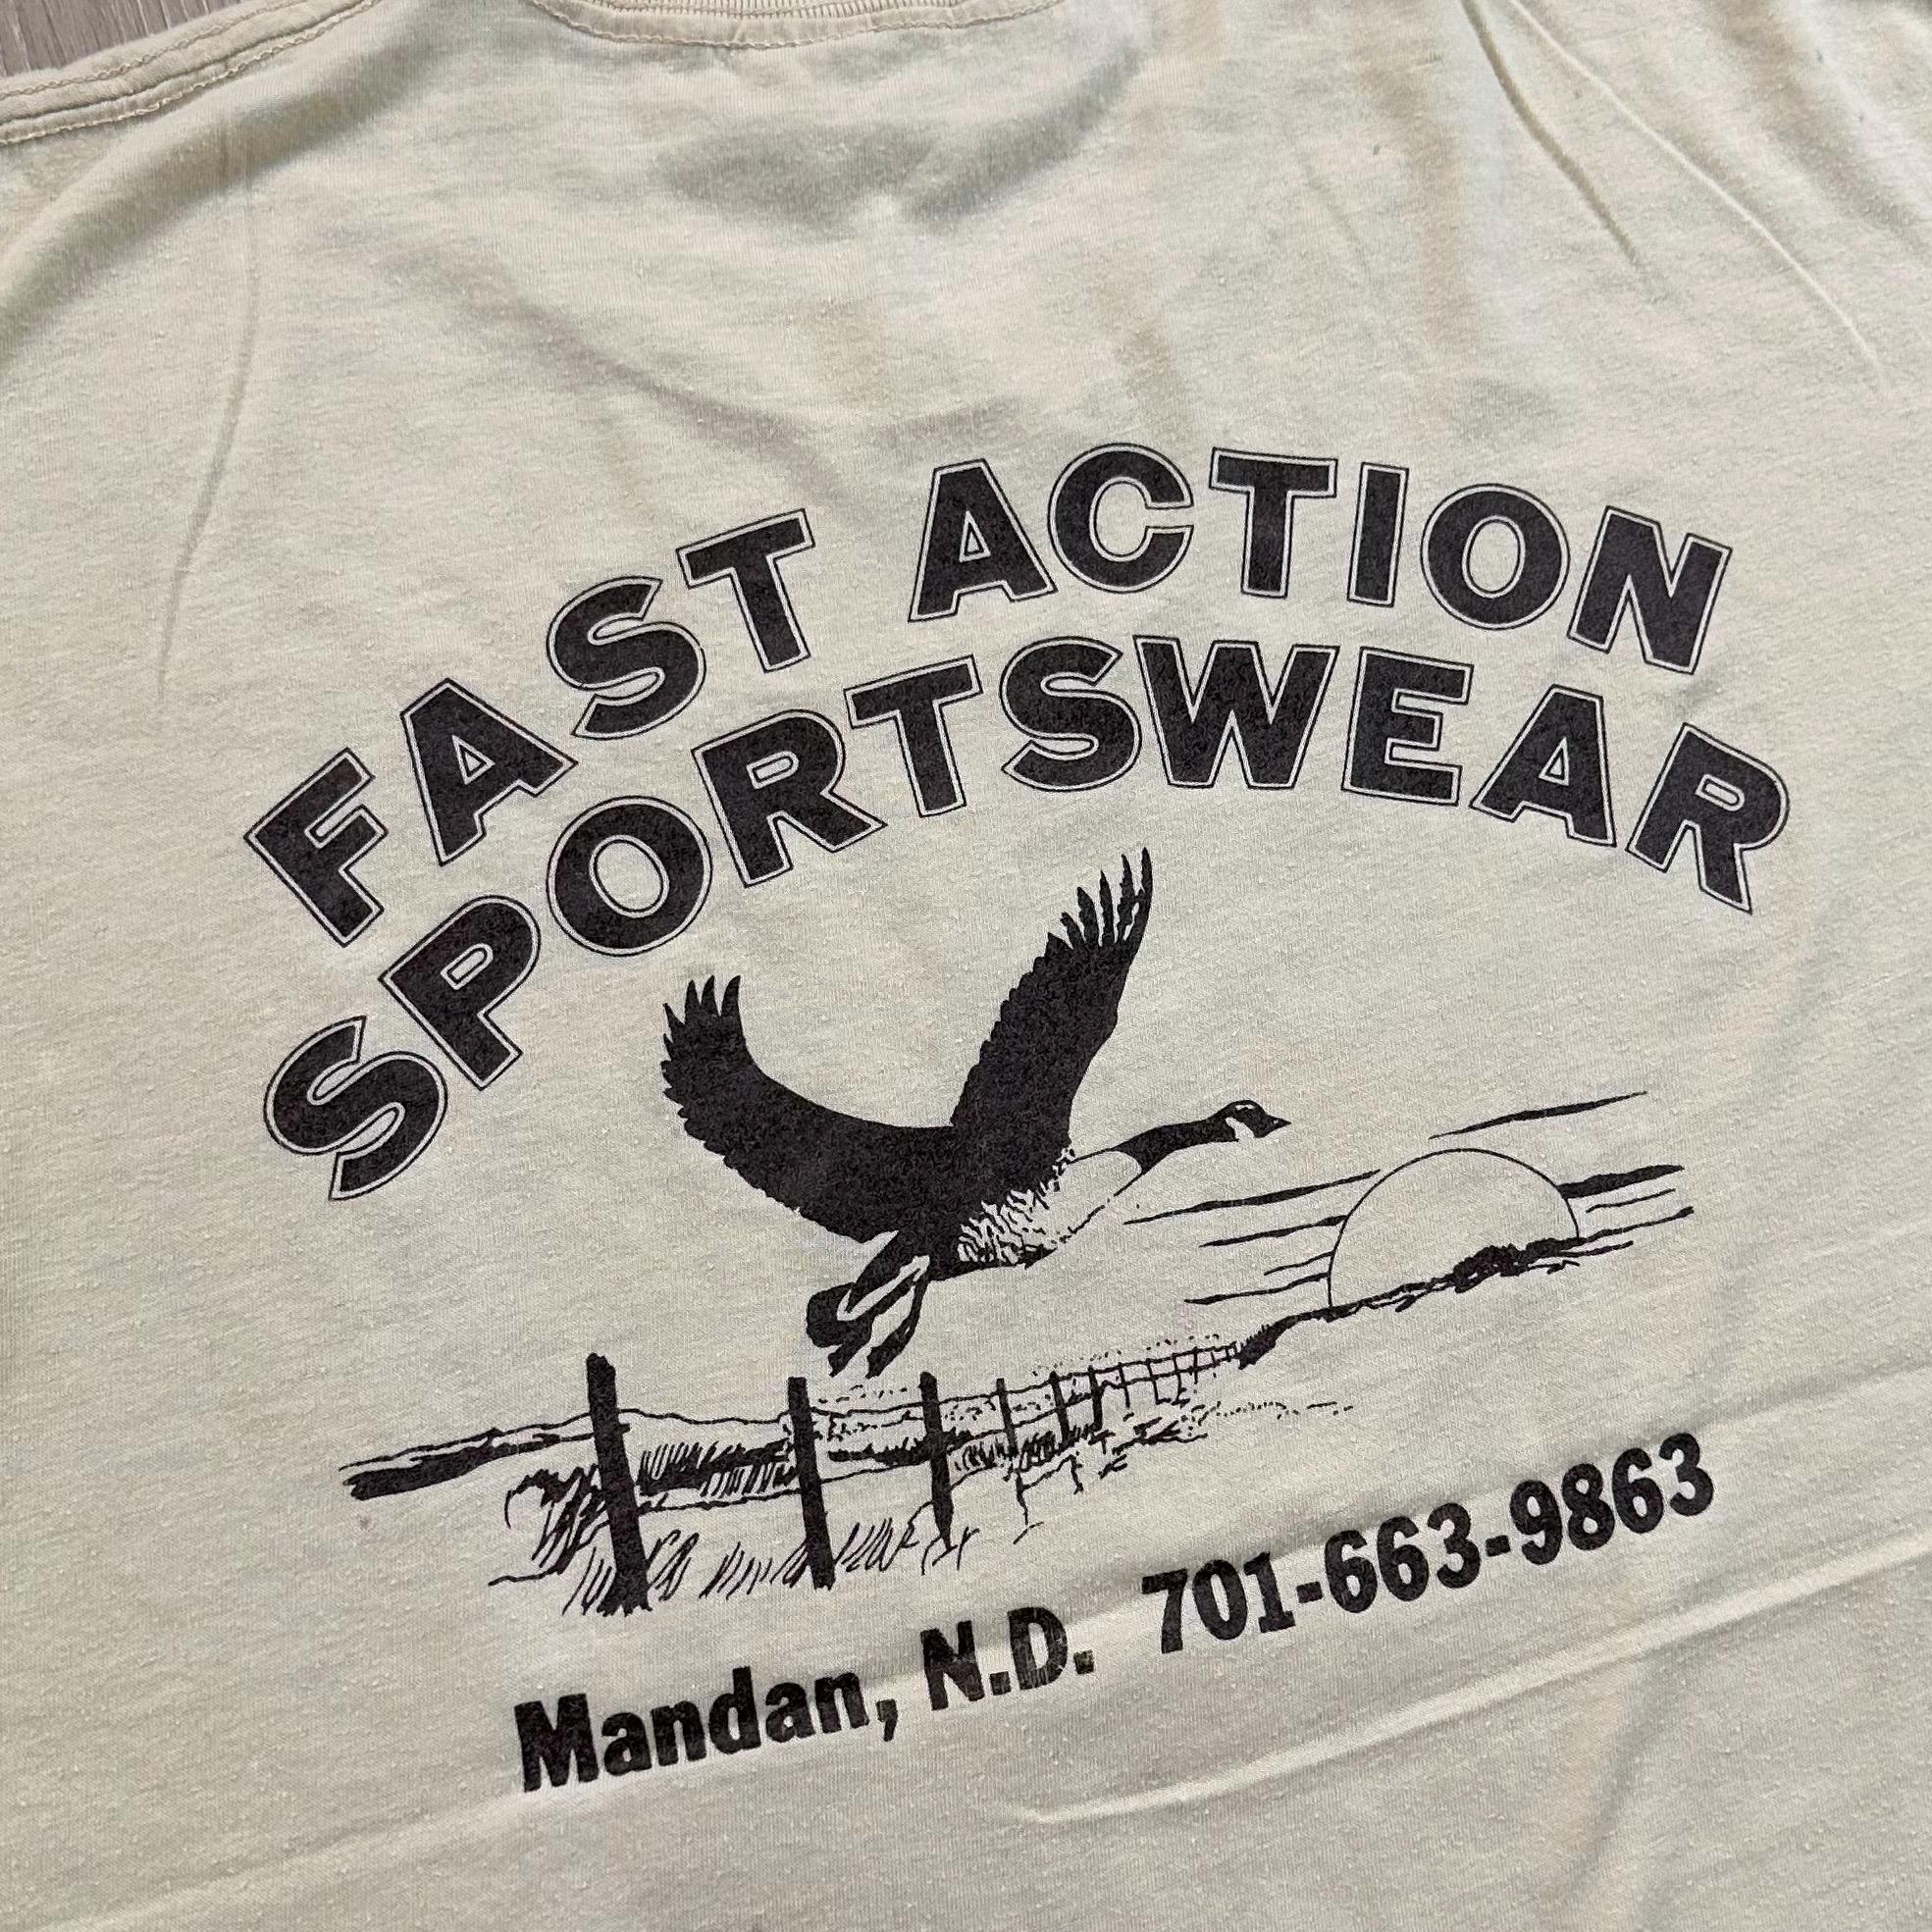 FAST ACTION
SPORTSWEAR
Mandan, N.D. 701-663-9863